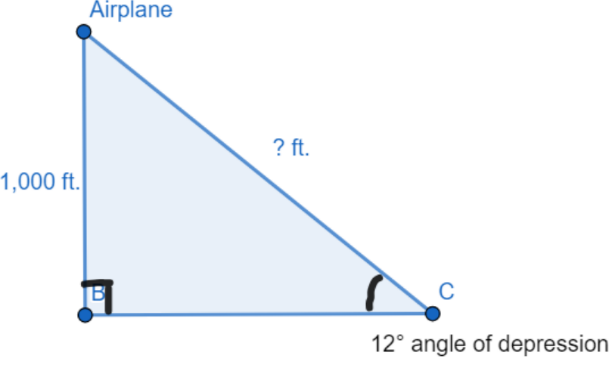 Airplane
? ft.
1,000 ft.
B
C
12° angle of depression